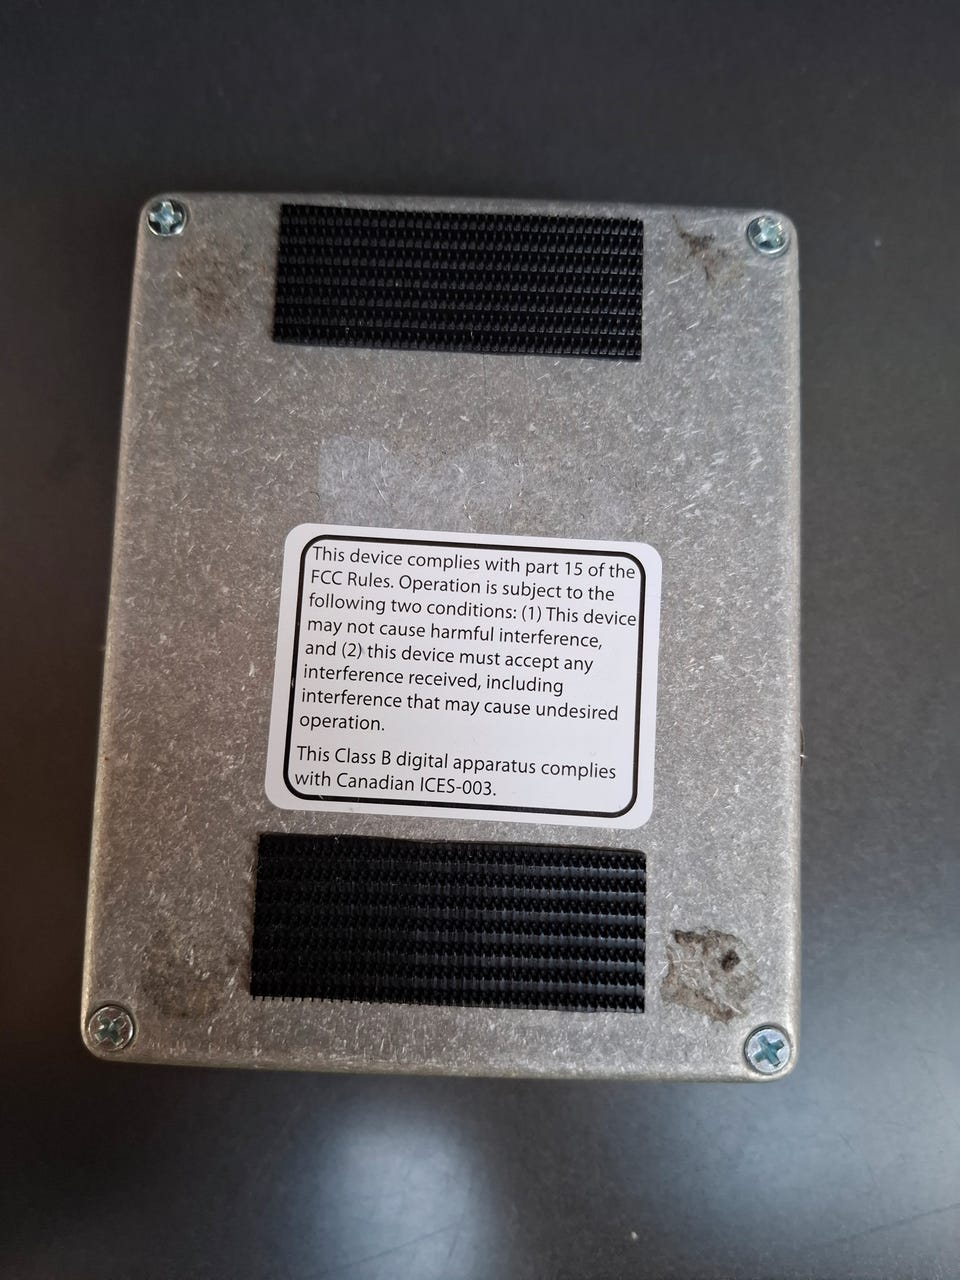 This device complies with part 15 of the
FCC Rules. Operation is subject to the
following two conditions: (1) This device
may not cause harmful interference,
and (2) this device must accept any
interference received, including
interference that may cause undesired
operation.
This Class B digital apparatus complies
with Canadian ICES-003.